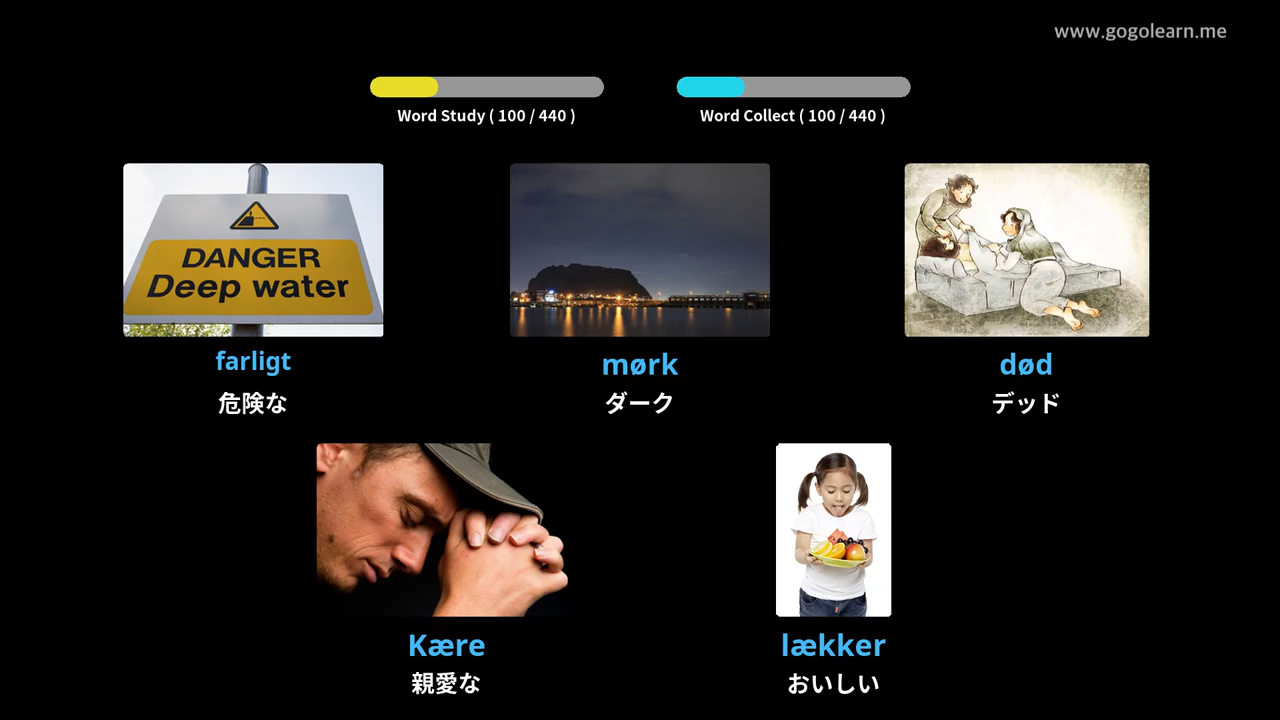 www.gogolearn.me
Word Study ( 100 / 440 )
Word Collect ( 100 / 440 )
DANGER
Deep water
farligt
危険な
mørk
ダーク
død
デッド
Kære
親愛な
lækker
おいしい